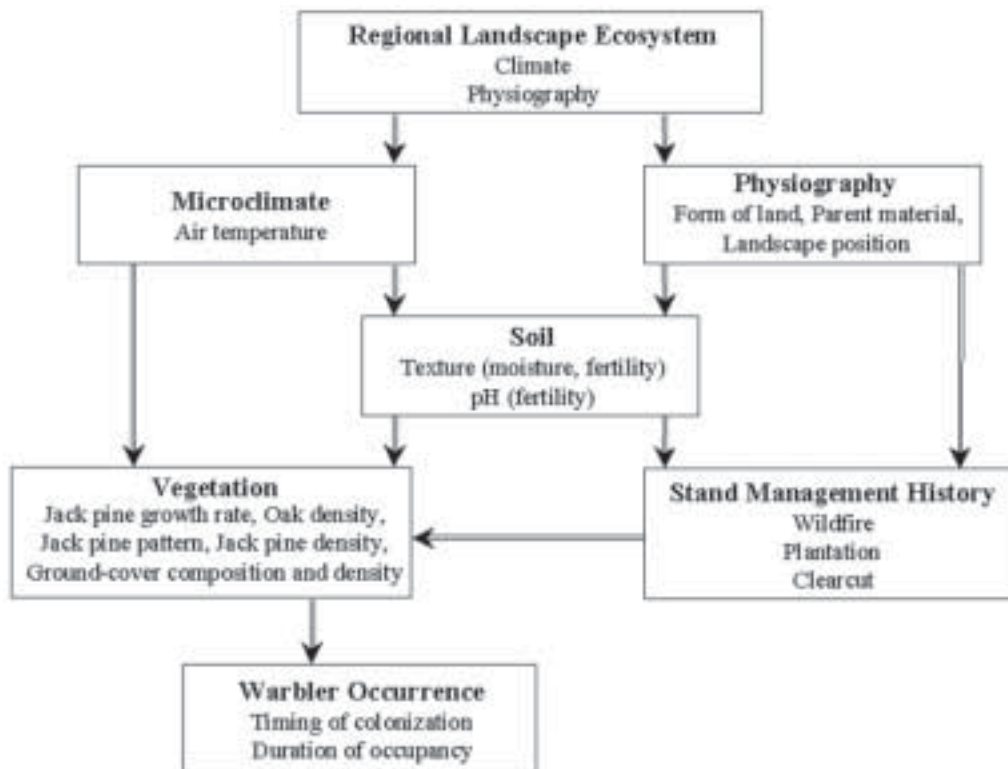 Regional Landscape Ecosystem
Climate
Physiography
Microclimate
Air temperature
Physiography
Form of land, Parent material,
Landscape position
Soil
Texture (moisture, fertility)
pH (fertility)
Vegetation
Jack pine growth rate, Oak density,
Jack pine pattern, Jack pine density,
Ground-cover composition and density
Stand Management History
Wildfire
Plantation
Clearcut
Warbler Occurrence
Timing of colonization
Duration of occupancy